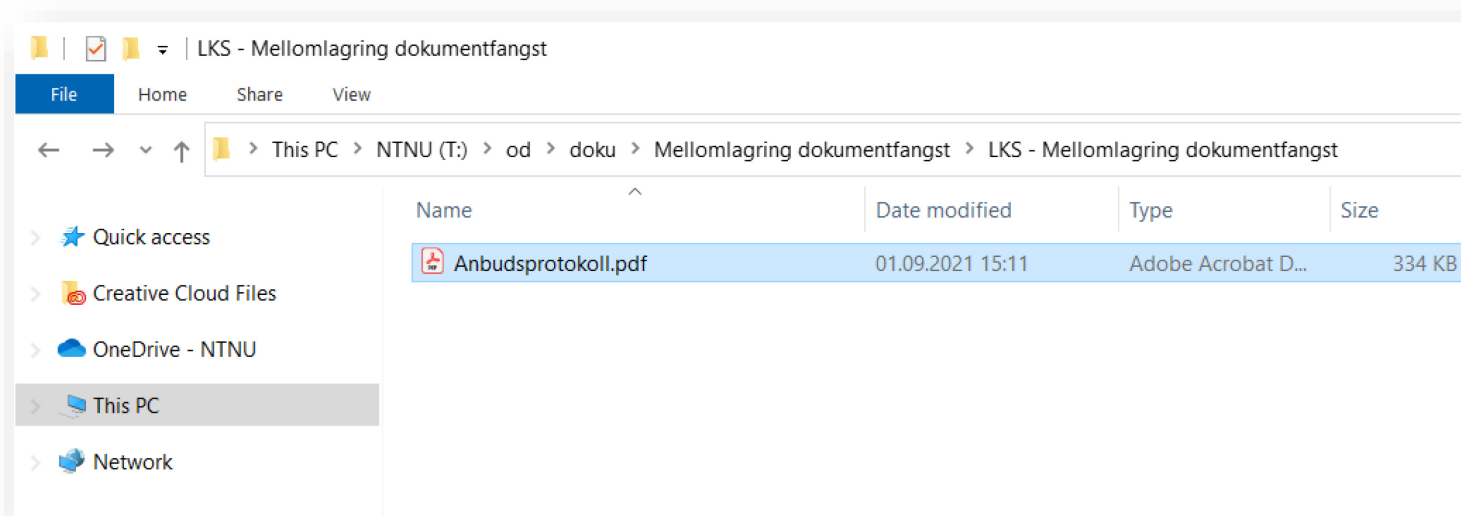 LKS - Mellomlagring dokumentfangst
File Home Share View
This PC > NTNU (T:) > od > doku > Mellomlagring dokumentfangst > LKS - Mellomlagring dokumentfangst
Name Date modified Type Size
Quick access
Anbudsprotokoll.pdf 01.09.2021 15:11 Adobe Acrobat D... 334 KB
Creative Cloud Files
OneDrive - NTNU
This PC
Network